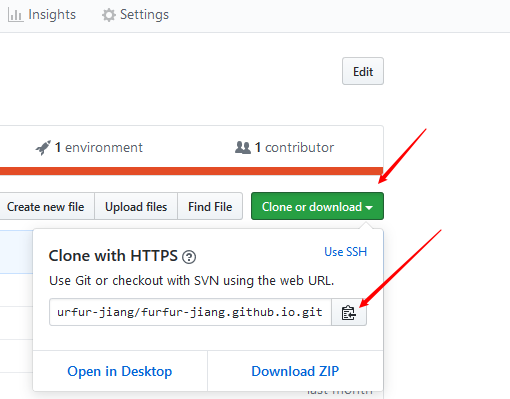 Insights Settings
Edit
1 environment 1 contributor
Create new file Upload files Find File Clone or download
Clone with HTTPS ? Use SSH
Use Git or checkout with SVN using the web URL.
urfur-jiang/furfur-jiang.github.io.git
Open in Desktop Download ZIP
last month